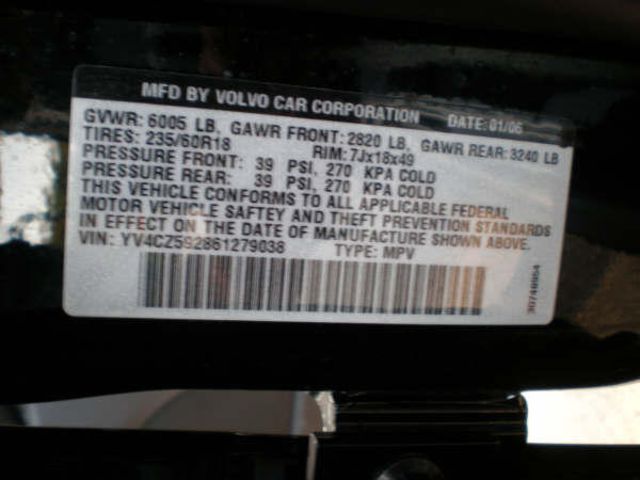 MFD BY VOLVO CAR CORPORATION DATE: 01/06
GVWR: 6005 LB, GAWR FRONT: 2820 LB, GAWR REAR: 3240 LB
TIRES: 235/60R18 RIM: 7Jx18x49
PRESSURE FRONT: 39 PSI, 270 KPA COLD
PRESSURE REAR: 39 PSI, 270 KPA COLD
THIS VEHICLE CONFORMS TO ALL APPLICABLE FEDERAL
MOTOR VEHICLE SAFTEY AND THEFT PREVENTION STANDARDS
IN EFFECT ON THE DATE OF MANUFACTURE SHOWN ABOVE.
VIN: YV4CZ592861279038 TYPE: MPV